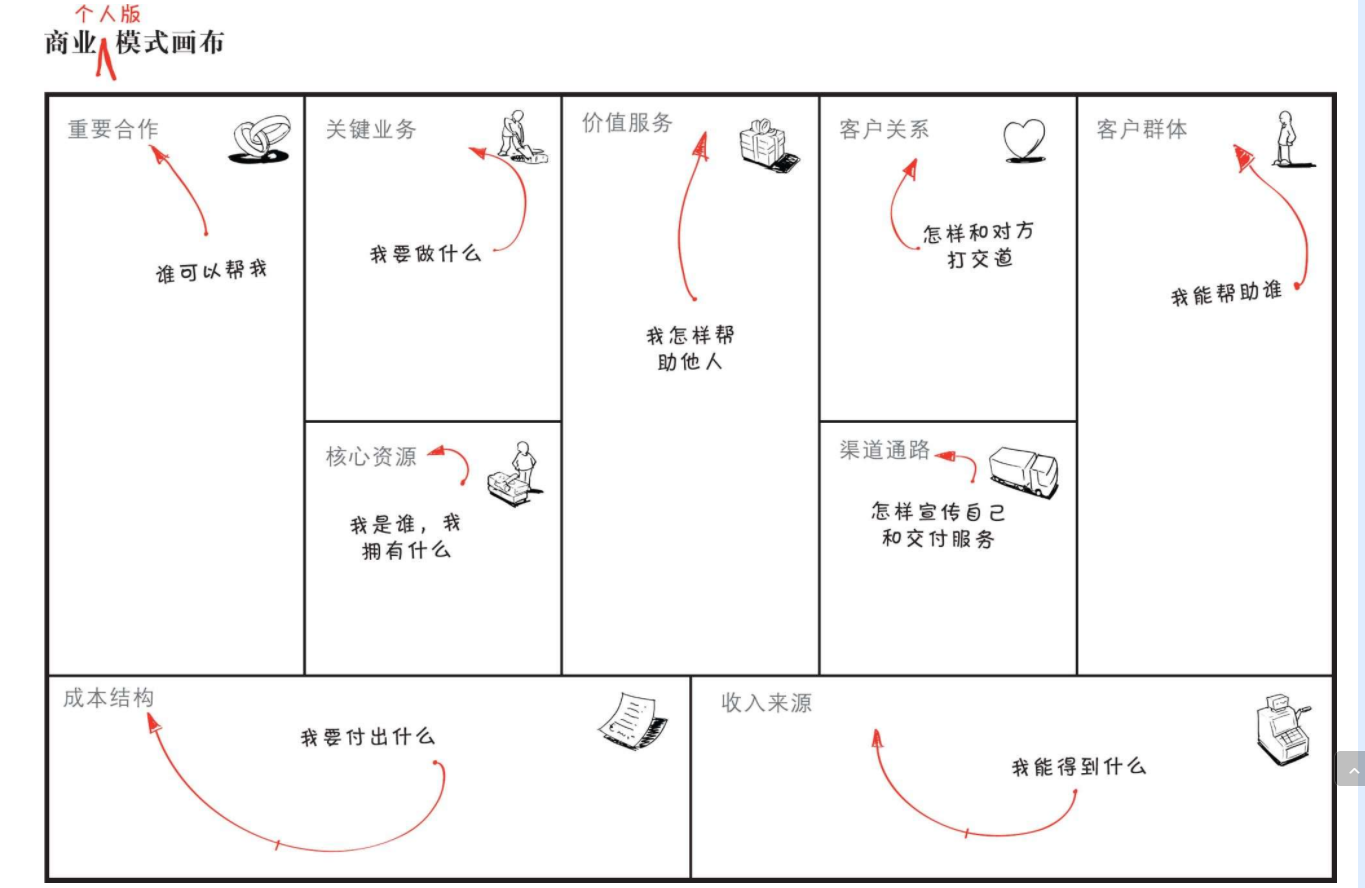 个人版
商业模式画布
重要合作
谁可以帮我
关键业务
我要做什么
核心资源
我是谁，我
拥有什么
价值服务
我怎样帮
助他人
客户关系
怎样和对方
打交道
渠道通路
怎样宣传自己
和交付服务
客户群体
我能帮助谁
成本结构
我要付出什么
收入来源
我能得到什么